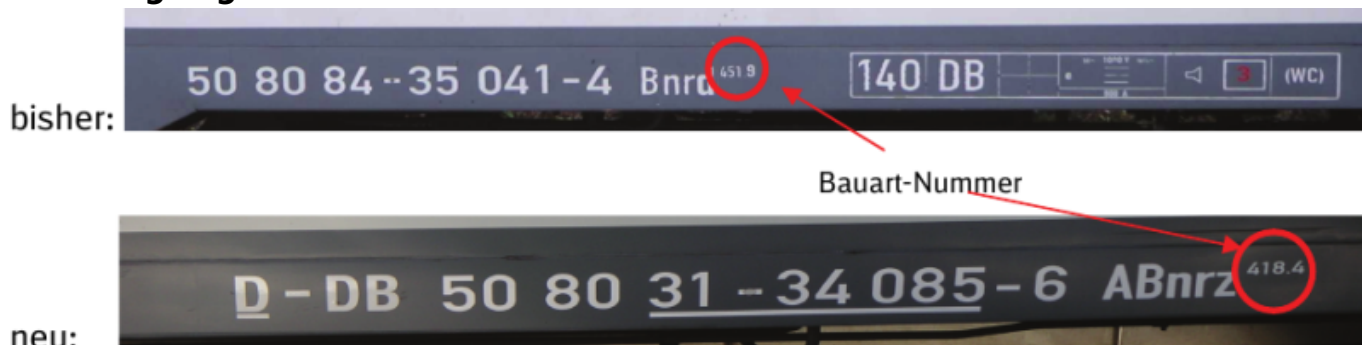 bisher: 50 80 84-35 041-4 Bnrd 451.9 140 DB 3 (WC)
Bauart-Nummer
neu: D-DB 50 80 31-34 085-6 ABnrz 418.4